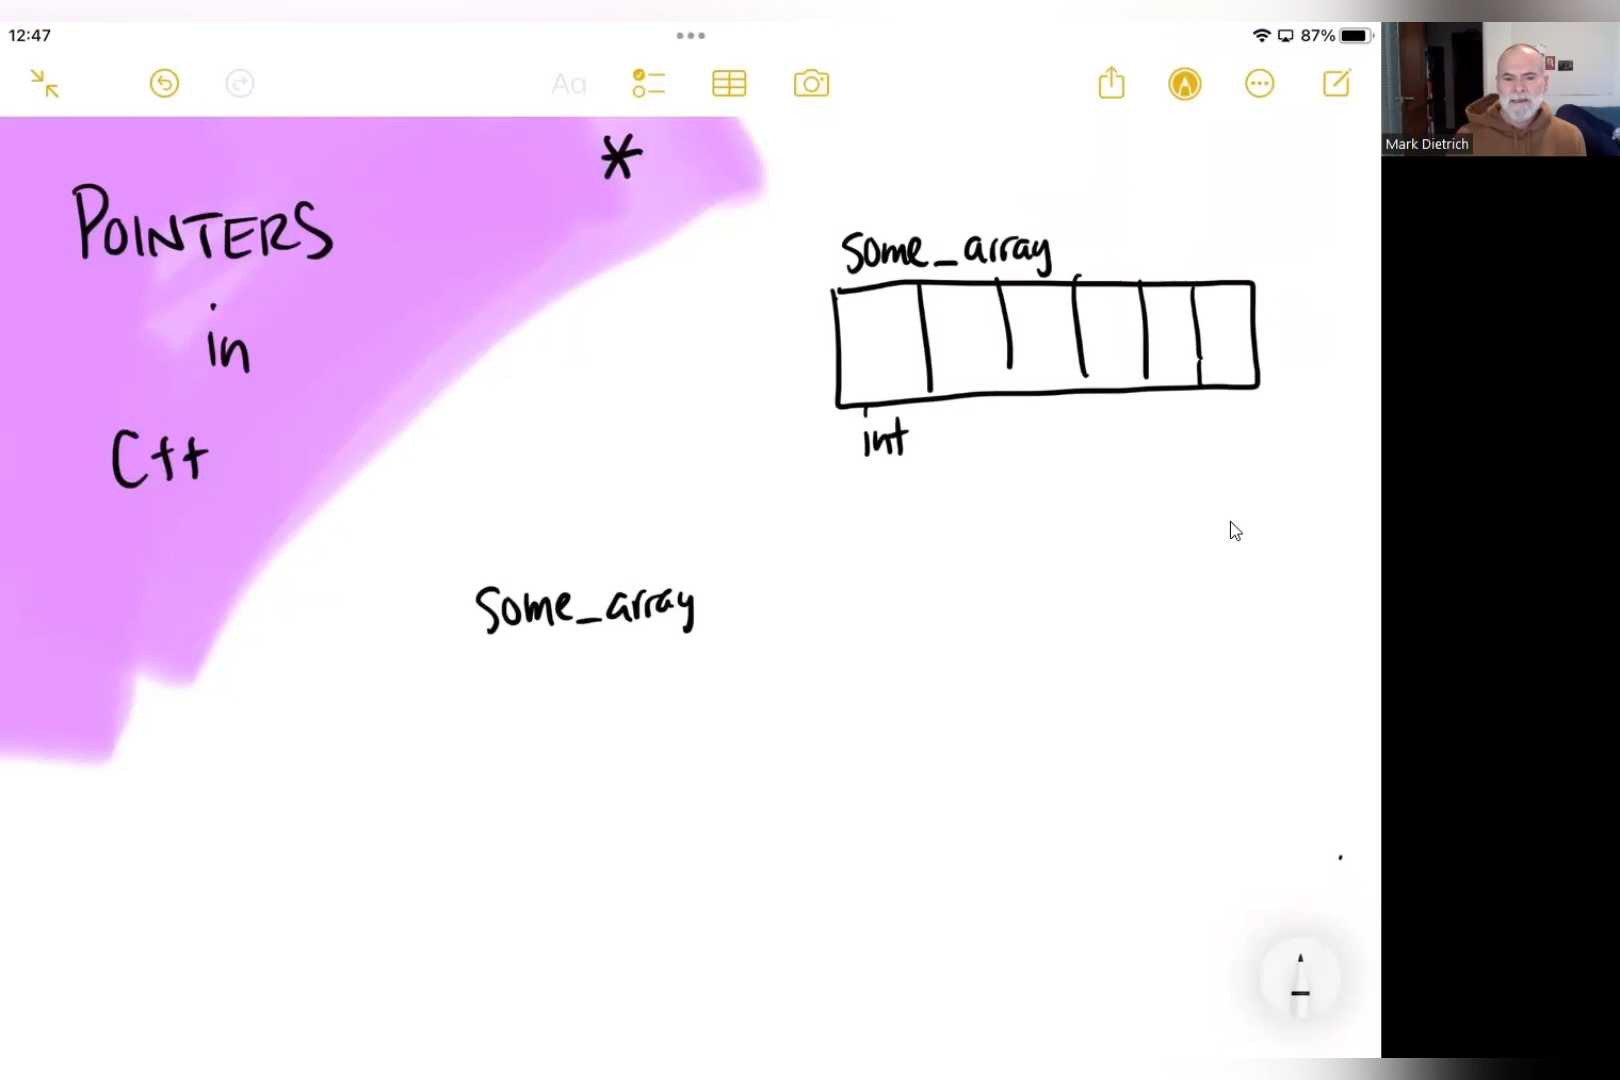 12:47
87%
Aa
Mark Dietrich
*
POINTERS
in
C++
some_array
int
some_array